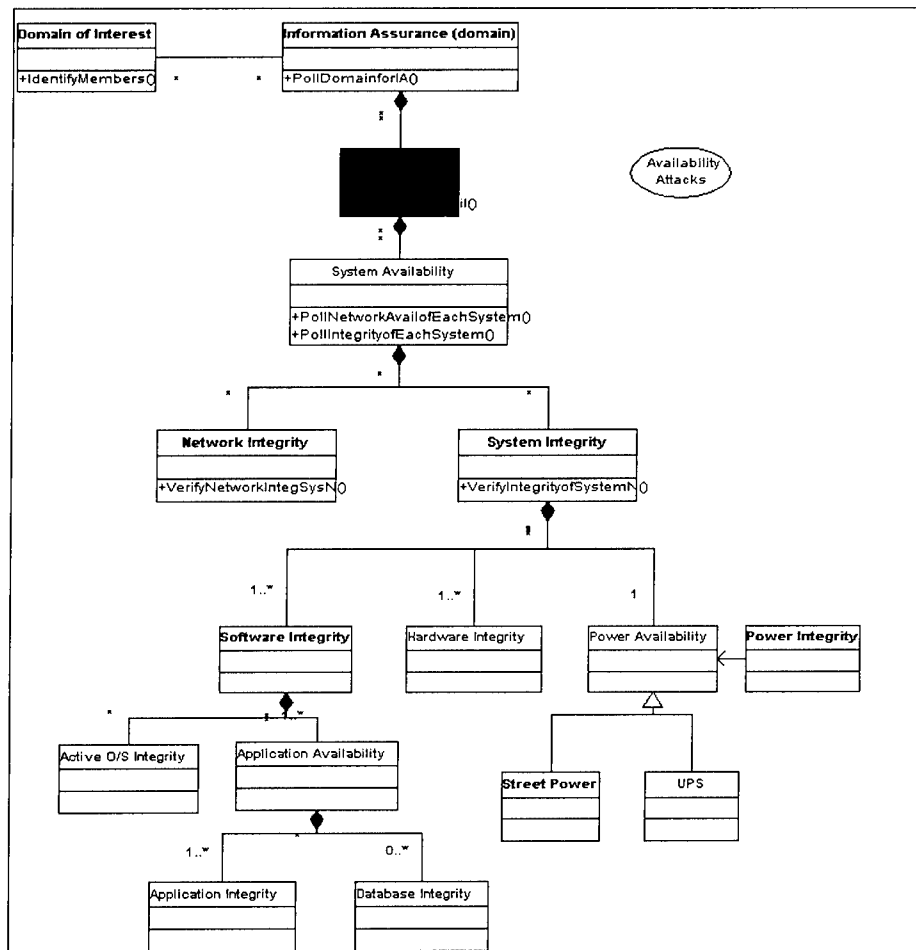 Domain of Interest
+IdentifyMembers()
*
*
Information Assurance (domain)
+PollDomainforIA()
Availability
Attacks
il()
System Availability
+PollNetworkAvailofEachSystem()
+PollIntegrityofEachSystem()
*
*
*
Network Integrity
+VerifyNetworkIntegSysN()
System Integrity
+VerifyIntegrityofSystemN()
1..*
1..*
1
Software Integrity
Hardware Integrity
Power Availability
Power Integrity
*
1..*
Active O/S Integrity
Application Availability
Street Power
UPS
*
1..*
0..*
Application Integrity
Database Integrity